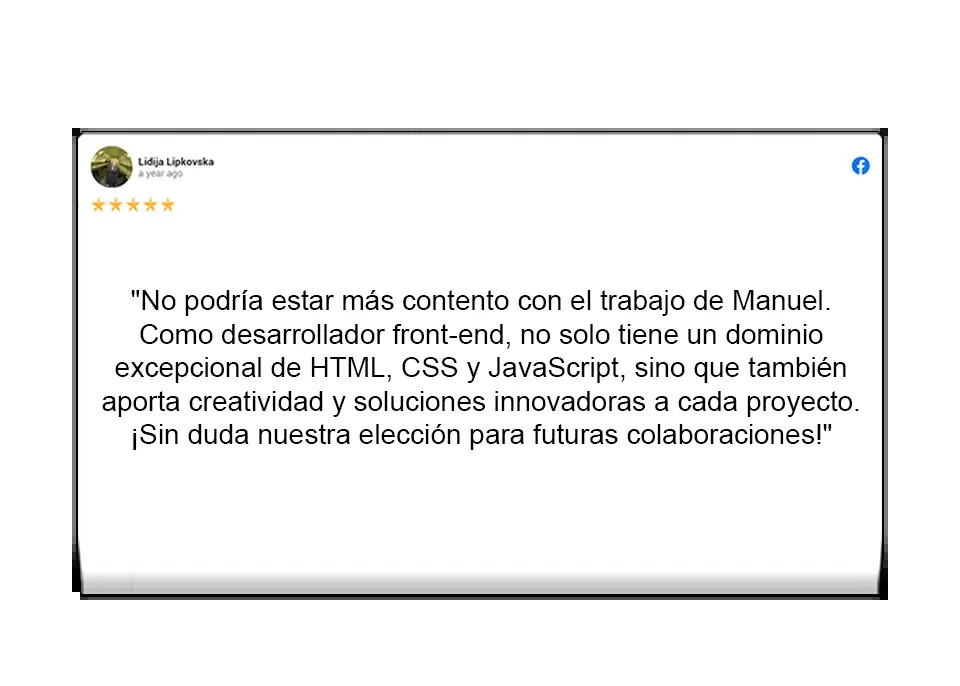 Lidija Lipkovska
a year ago
"No podría estar más contento con el trabajo de Manuel.
Como desarrollador front-end, no solo tiene un dominio
excepcional de HTML, CSS y JavaScript, sino que también
aporta creatividad y soluciones innovadoras a cada proyecto.
¡Sin duda nuestra elección para futuras colaboraciones!"